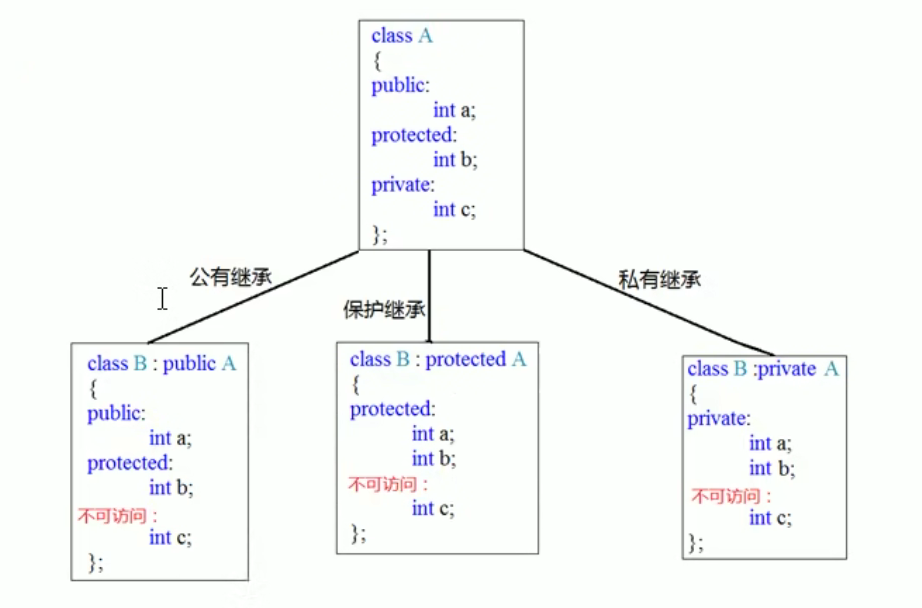 class A
{
public:
int a;
protected:
int b;
private:
int c;
};
公有继承
保护继承
私有继承
class B : public A
{
public:
int a;
protected:
int b;
不可访问：
int c;
};
class B : protected A
{
protected:
int a;
int b;
不可访问：
int c;
};
class B :private A
{
private:
int a;
int b;
不可访问：
int c;
};